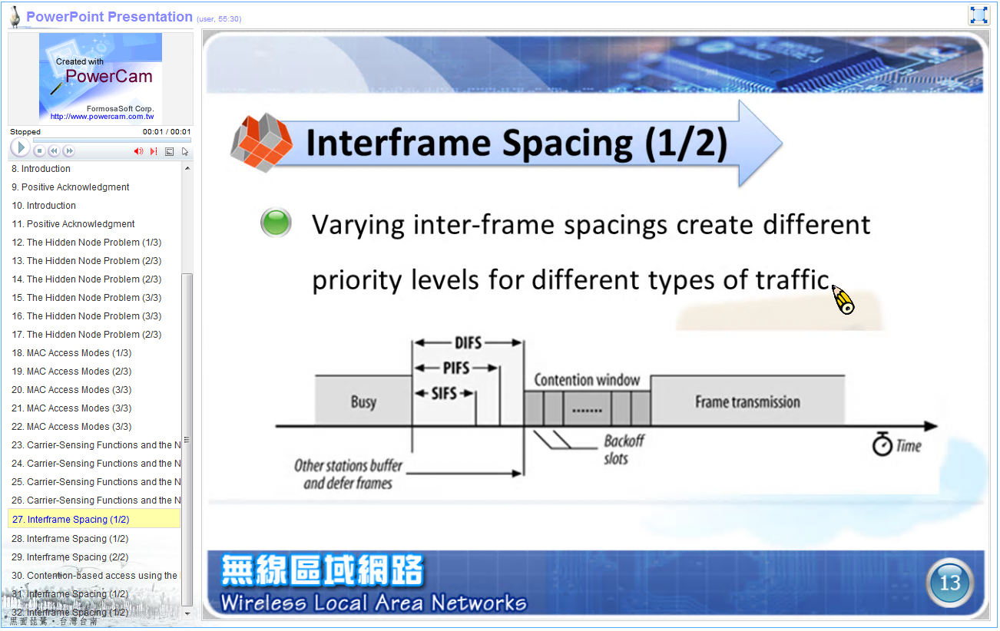 PowerPoint Presentation (user, 55:30)
Created with
PowerCam
FormosaSoft Corp.
http://www.powercam.com.tw
Stopped 00:01 / 00:01
8. Introduction
9. Positive Acknowledgment
10. Introduction
11. Positive Acknowledgment
12. The Hidden Node Problem (1/3)
13. The Hidden Node Problem (2/3)
14. The Hidden Node Problem (2/3)
15. The Hidden Node Problem (3/3)
16. The Hidden Node Problem (3/3)
17. The Hidden Node Problem (2/3)
18. MAC Access Modes (1/3)
19. MAC Access Modes (2/3)
20. MAC Access Modes (3/3)
21. MAC Access Modes (3/3)
22. MAC Access Modes (3/3)
23. Carrier-Sensing Functions and the N
24. Carrier-Sensing Functions and the N
25. Carrier-Sensing Functions and the N
26. Carrier-Sensing Functions and the N
27. Interframe Spacing (1/2)
28. Interframe Spacing (1/2)
29. Interframe Spacing (2/2)
30. Contention-based access using the
31. Interframe Spacing (1/2)
32. Interframe Spacing (1/2)
黑面琵鷺・台灣台南
Interframe Spacing (1/2)
Varying inter-frame spacings create different
priority levels for different types of traffic
DIFS
PIFS
SIFS
Contention window
Busy
.......
Frame transmission
Backoff
slots
Time
Other stations buffer
and defer frames
無線區域網路
Wireless Local Area Networks
13